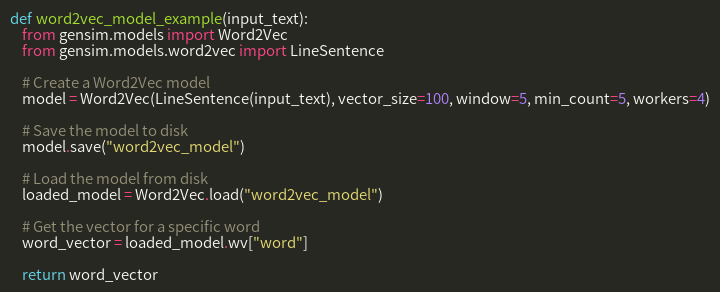 def word2vec_model_example(input_text):
    from gensim.models import Word2Vec
    from gensim.models.word2vec import LineSentence

    # Create a Word2Vec model
    model = Word2Vec(LineSentence(input_text), vector_size=100, window=5, min_count=5, workers=4)

    # Save the model to disk
    model.save("word2vec_model")

    # Load the model from disk
    loaded_model = Word2Vec.load("word2vec_model")

    # Get the vector for a specific word
    word_vector = loaded_model.wv["word"]

    return word_vector